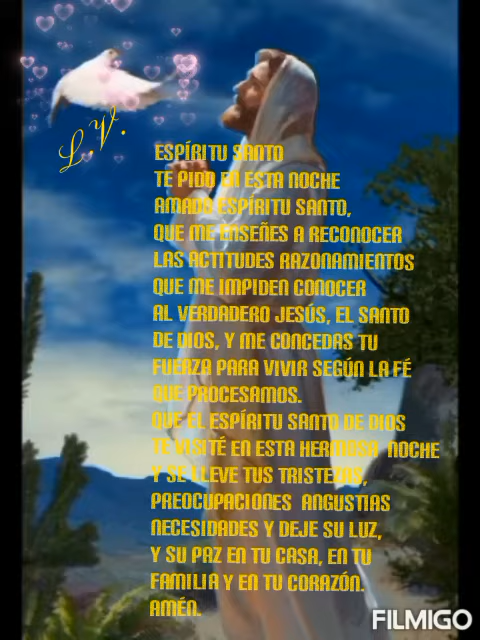 L.V.
ESPÍRITU SANTO
TE PIDO EN ESTA NOCHE
AMADO ESPÍRITU SANTO,
QUE ME ENSEÑES A RECONOCER
LAS ACTITUDES RAZONAMIENTOS
QUE ME IMPIDEN CONOCER
AL VERDADERO JESÚS, EL SANTO
DE DIOS, Y ME CONCEDAS TU
FUERZA PARA VIVIR SEGÚN LA FÉ
QUE PROCESAMOS.
QUE EL ESPÍRITU SANTO DE DIOS
TE VISITÉ EN ESTA HERMOSA NOCHE
Y SE LLEVE TUS TRISTEZAS,
PREOCUPACIONES ANGUSTIAS
NECESIDADES Y DEJE SU LUZ,
Y SU PAZ EN TU CASA, EN TU
FAMILIA Y EN TU CORAZÓN.
AMÉN.
FILMIGO